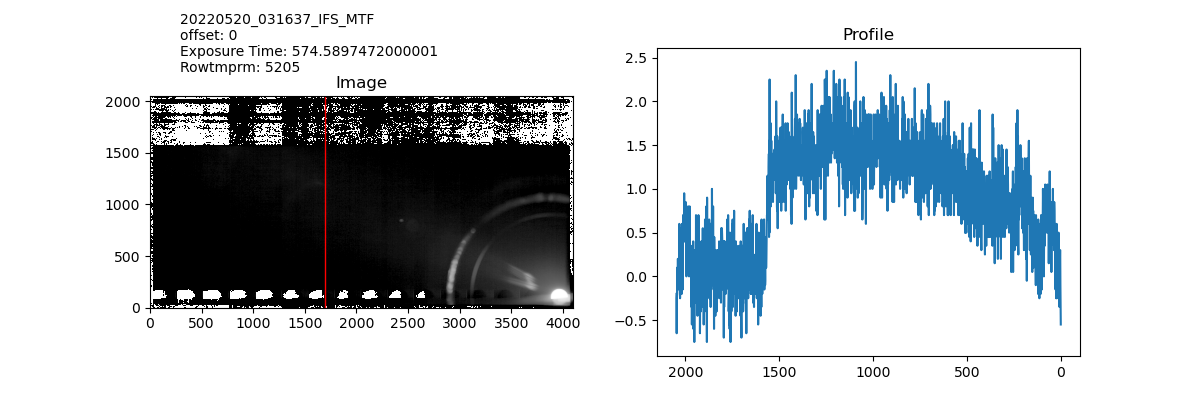 20220520_031637_IFS_MTF
offset: 0
Exposure Time: 574.5897472000001
Rowtmprm: 5205
Image
2000
1500
1000
500
0
0 500 1000 1500 2000 2500 3000 3500 4000
Profile
2.5
2.0
1.5
1.0
0.5
0.0
−0.5
2000 1500 1000 500 0